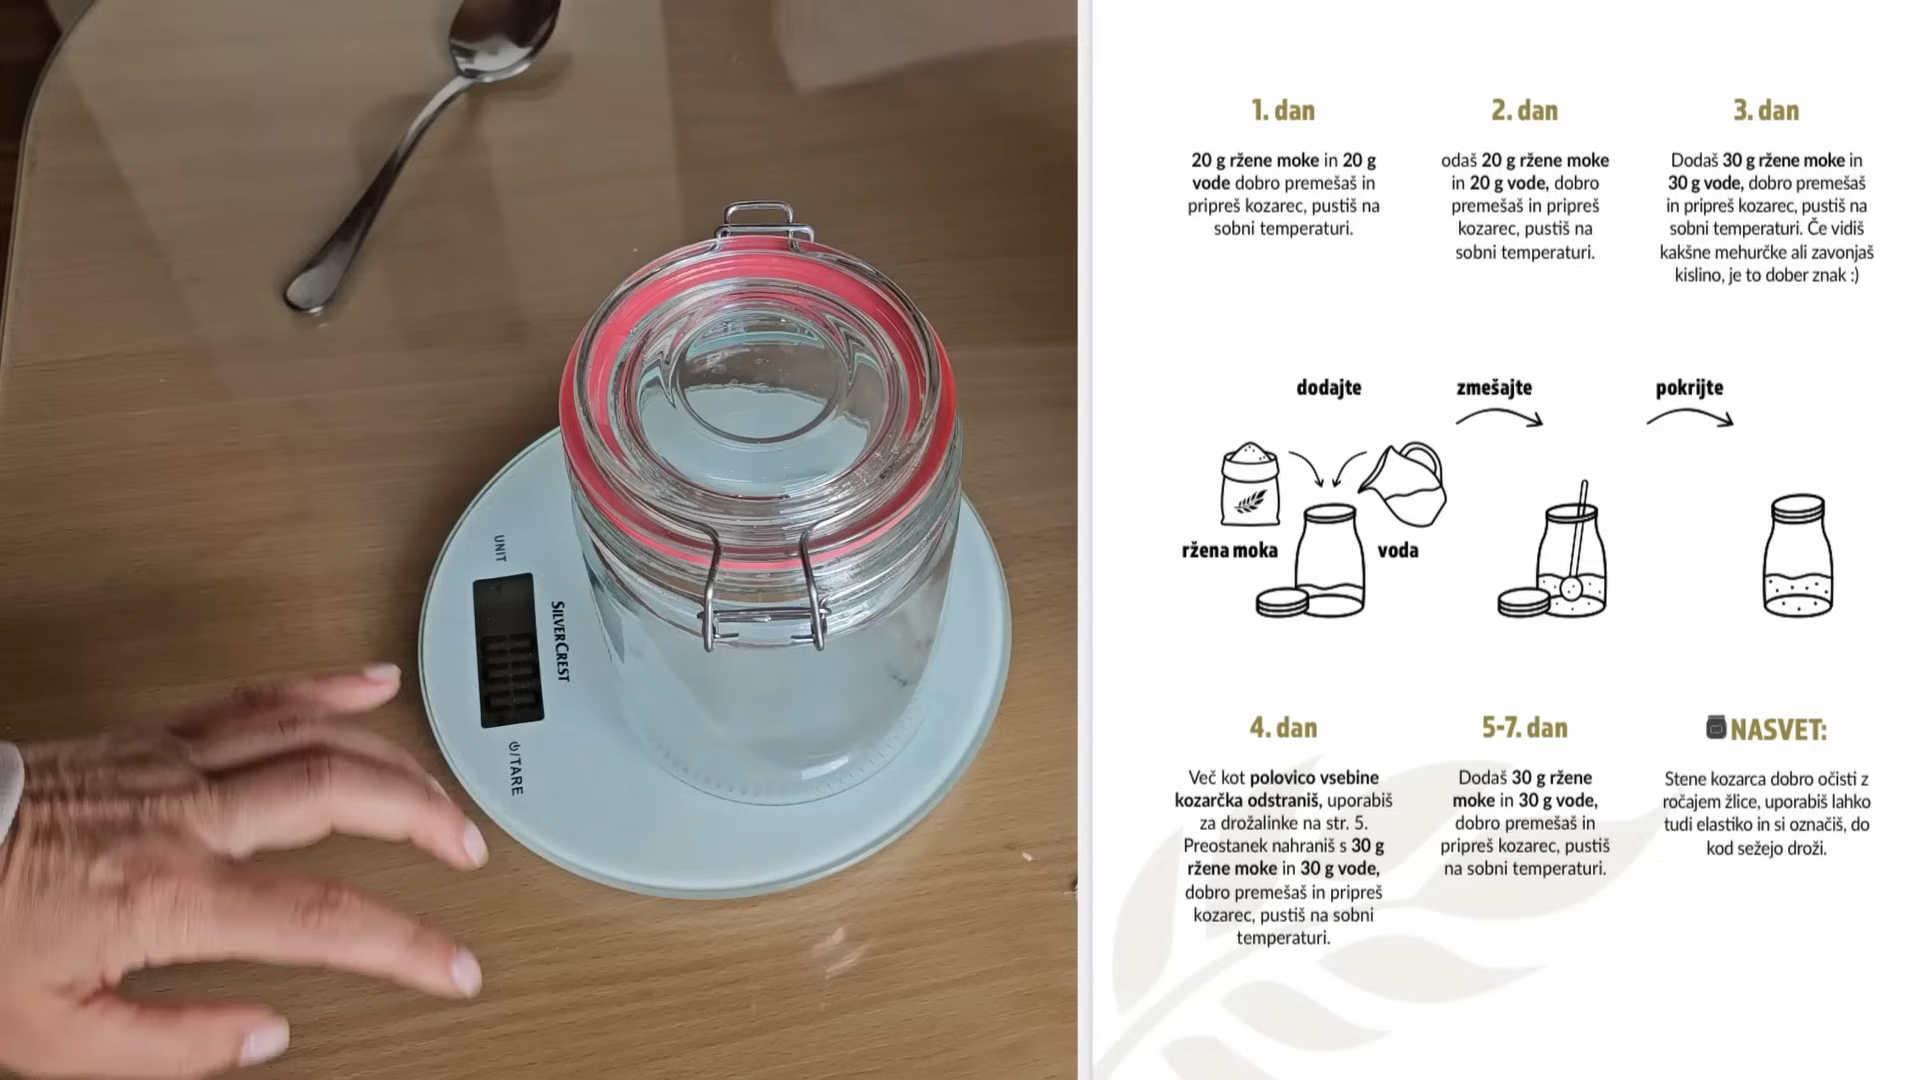 1. dan
20 g ržene moke in 20 g
vode dobro premešaš in
pripreš kozarec, pustiš na
sobni temperaturi.
2. dan
odaš 20 g ržene moke
in 20 g vode, dobro
premešaš in pripreš
kozarec, pustiš na
sobni temperaturi.
3. dan
Dodaš 30 g ržene moke in
30 g vode, dobro premešaš
in pripreš kozarec, pustiš na
sobni temperaturi. Če vidiš
kakšne mehurčke ali zavonjaš
kislino, je to dober znak :)
dodajte
zmešajte
pokrijte
ržena moka
voda
4. dan
Več kot polovico vsebine
kozarčka odstraniš, uporabiš
za drožalinke na str. 5.
Preostanek nahraniš s 30 g
ržene moke in 30 g vode,
dobro premešaš in pripreš
kozarec, pustiš na sobni
temperaturi.
5-7. dan
Dodaš 30 g ržene
moke in 30 g vode,
dobro premešaš in
pripreš kozarec, pustiš
na sobni temperaturi.
NASVET:
Stene kozarca dobro očisti z
ročajem žlice, uporabiš lahko
tudi elastiko in si označiš, do
kod sežejo droži.
UNIT
SILVERCREST
/TARE